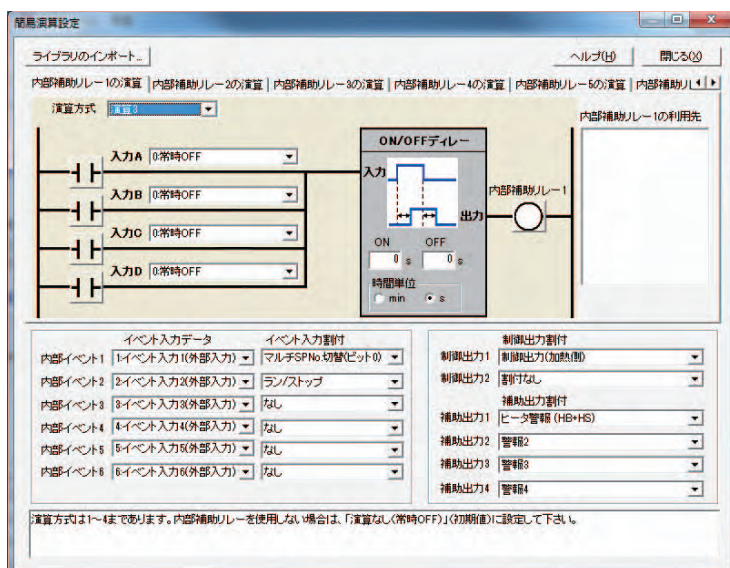 簡易演算設定
ライブラリのインポート...
ヘルプ(H)
閉じる(X)
内部補助リレー1の演算 内部補助リレー2の演算 内部補助リレー3の演算 内部補助リレー4の演算 内部補助リレー5の演算 内部補助リ
演算方式 演算3
内部補助リレー1の利用先
入力A 0:常時OFF
入力B 0:常時OFF
入力C 0:常時OFF
入力D 0:常時OFF
ON/OFFディレー
入力
出力
ON OFF
0 s 0 s
時間単位
min s
内部補助リレー1
イベント入力データ イベント入力割付
内部イベント1 1:イベント入力1(外部入力) マルチSP No.切替(ビット0)
内部イベント2 2:イベント入力2(外部入力) ラン/ストップ
内部イベント3 3:イベント入力3(外部入力) なし
内部イベント4 4:イベント入力4(外部入力) なし
内部イベント5 5:イベント入力5(外部入力) なし
内部イベント6 6:イベント入力6(外部入力) なし
制御出力割付
制御出力1 制御出力(加熱側)
制御出力2 割付なし
補助出力割付
補助出力1 ヒータ警報 (HB+HS)
補助出力2 警報2
補助出力3 警報3
補助出力4 警報4
演算方式は1～4まであります。内部補助リレーを使用しない場合は、「演算なし(常時OFF)」(初期値)に設定して下さい。